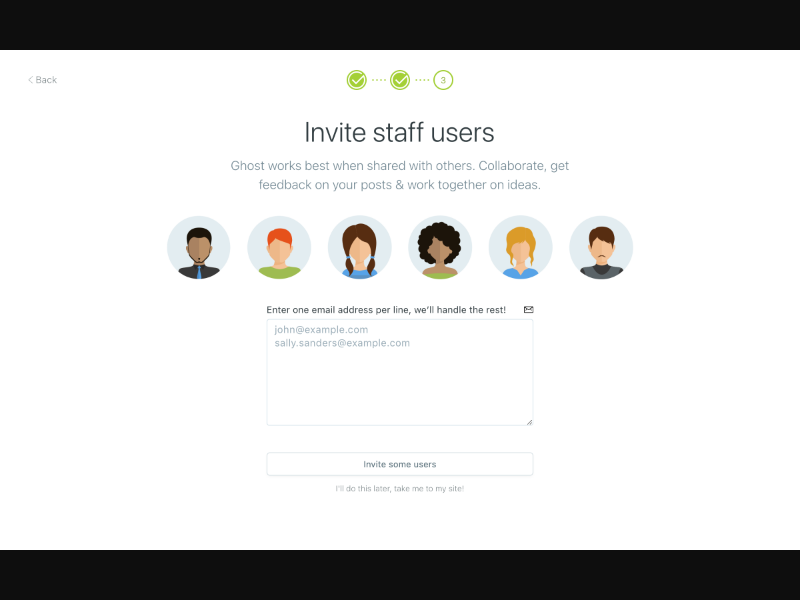 Back
3
Invite staff users
Ghost works best when shared with others. Collaborate, get
feedback on your posts & work together on ideas.
Enter one email address per line, we'll handle the rest!
john@example.com
sally.sanders@example.com
Invite some users
I'll do this later, take me to my site!